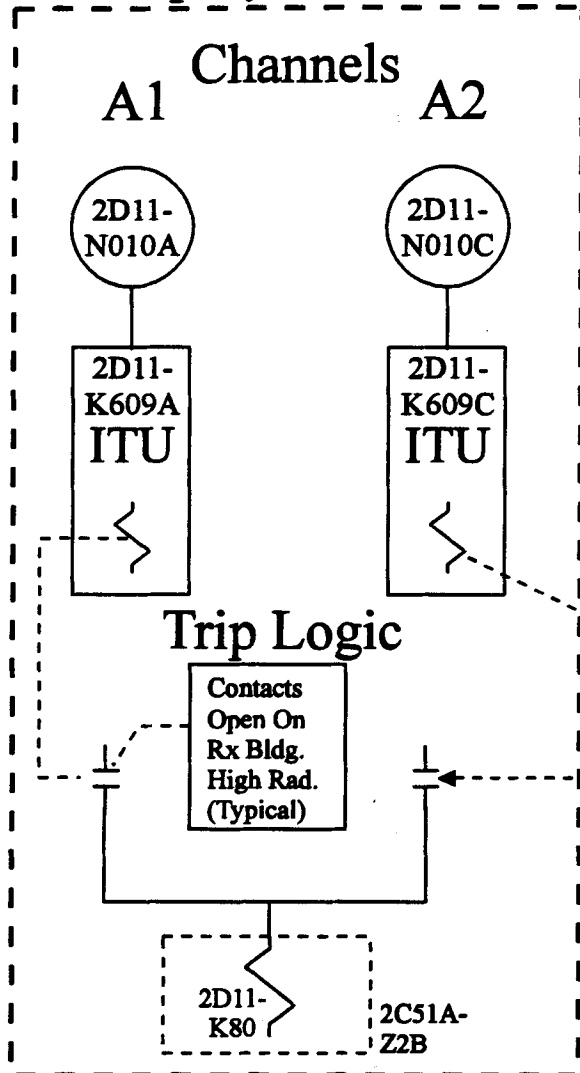 Channels
A1
A2
2D11-
N010A
2D11-
N010C
2D11-
K609A
ITU
2D11-
K609C
ITU
Trip Logic
Contacts
Open On
Rx Bldg.
High Rad.
(Typical)
2D11-
K80
2C51A-
Z2B